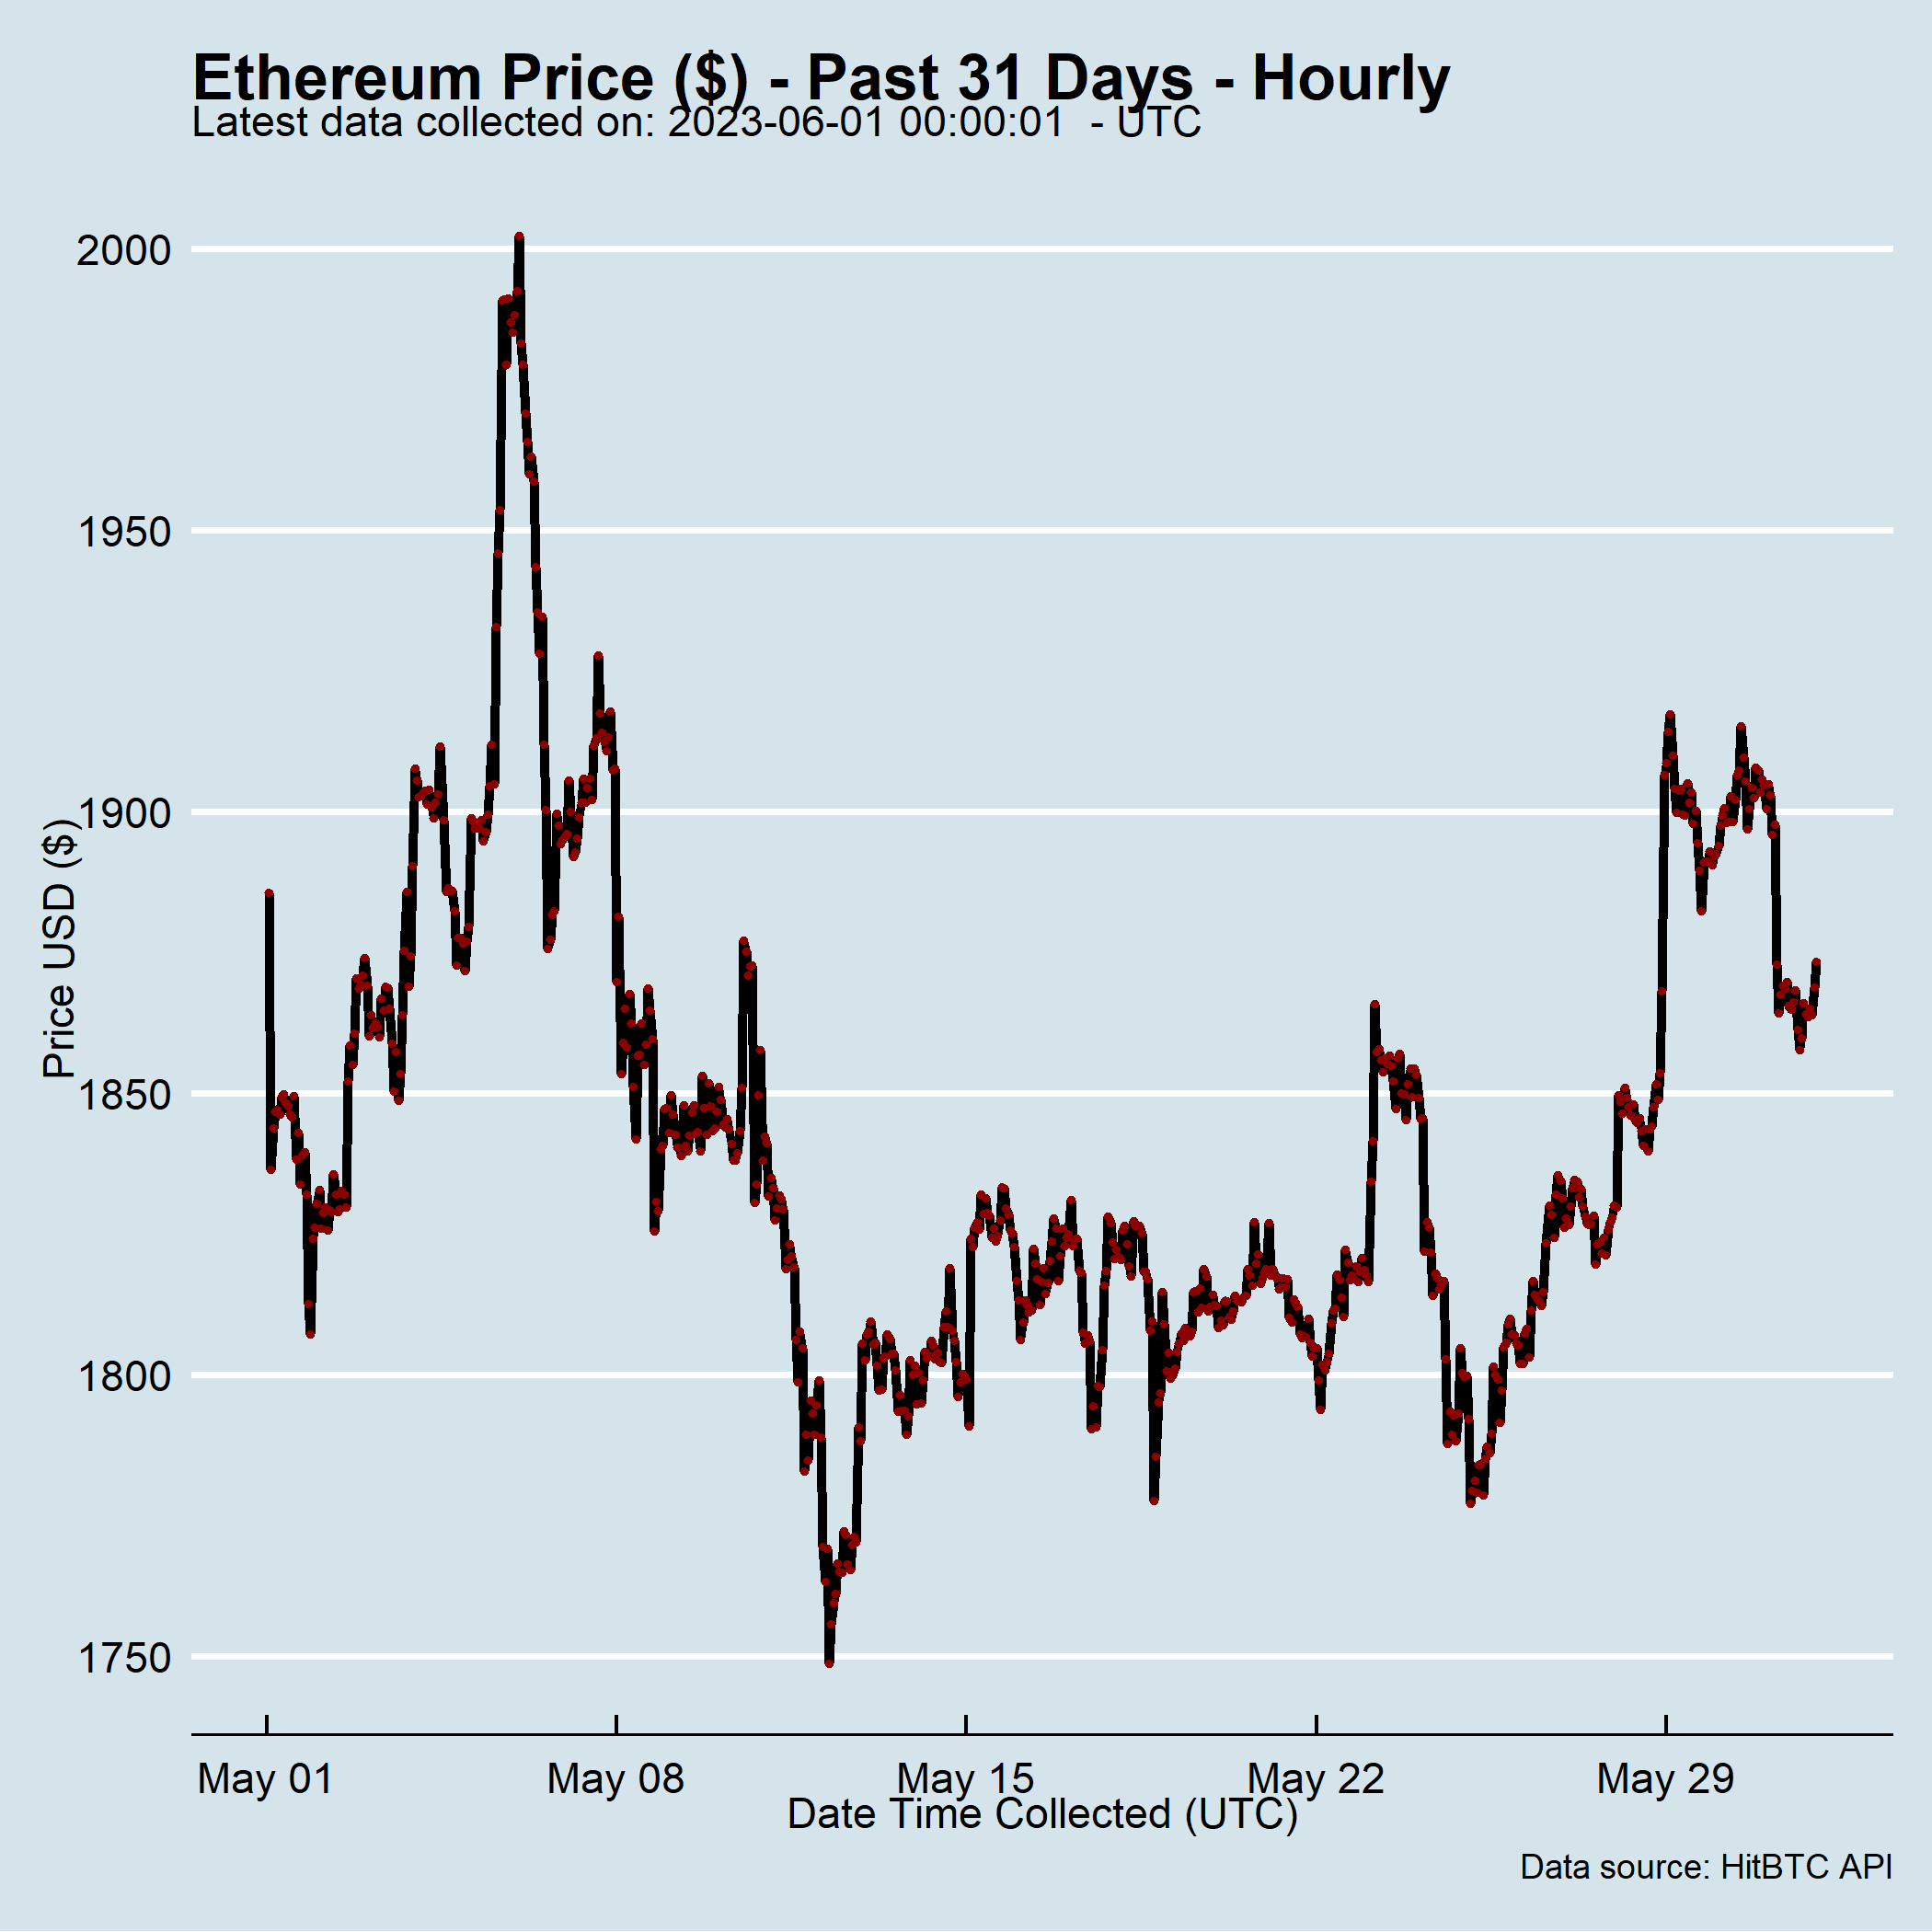 Ethereum Price ($) - Past 31 Days - Hourly
Latest data collected on: 2023-06-01 00:00:01  - UTC
2000
1950
1900
1850
1800
1750
Price USD ($)
May 01
May 08
May 15
May 22
May 29
Date Time Collected (UTC)
Data source: HitBTC API